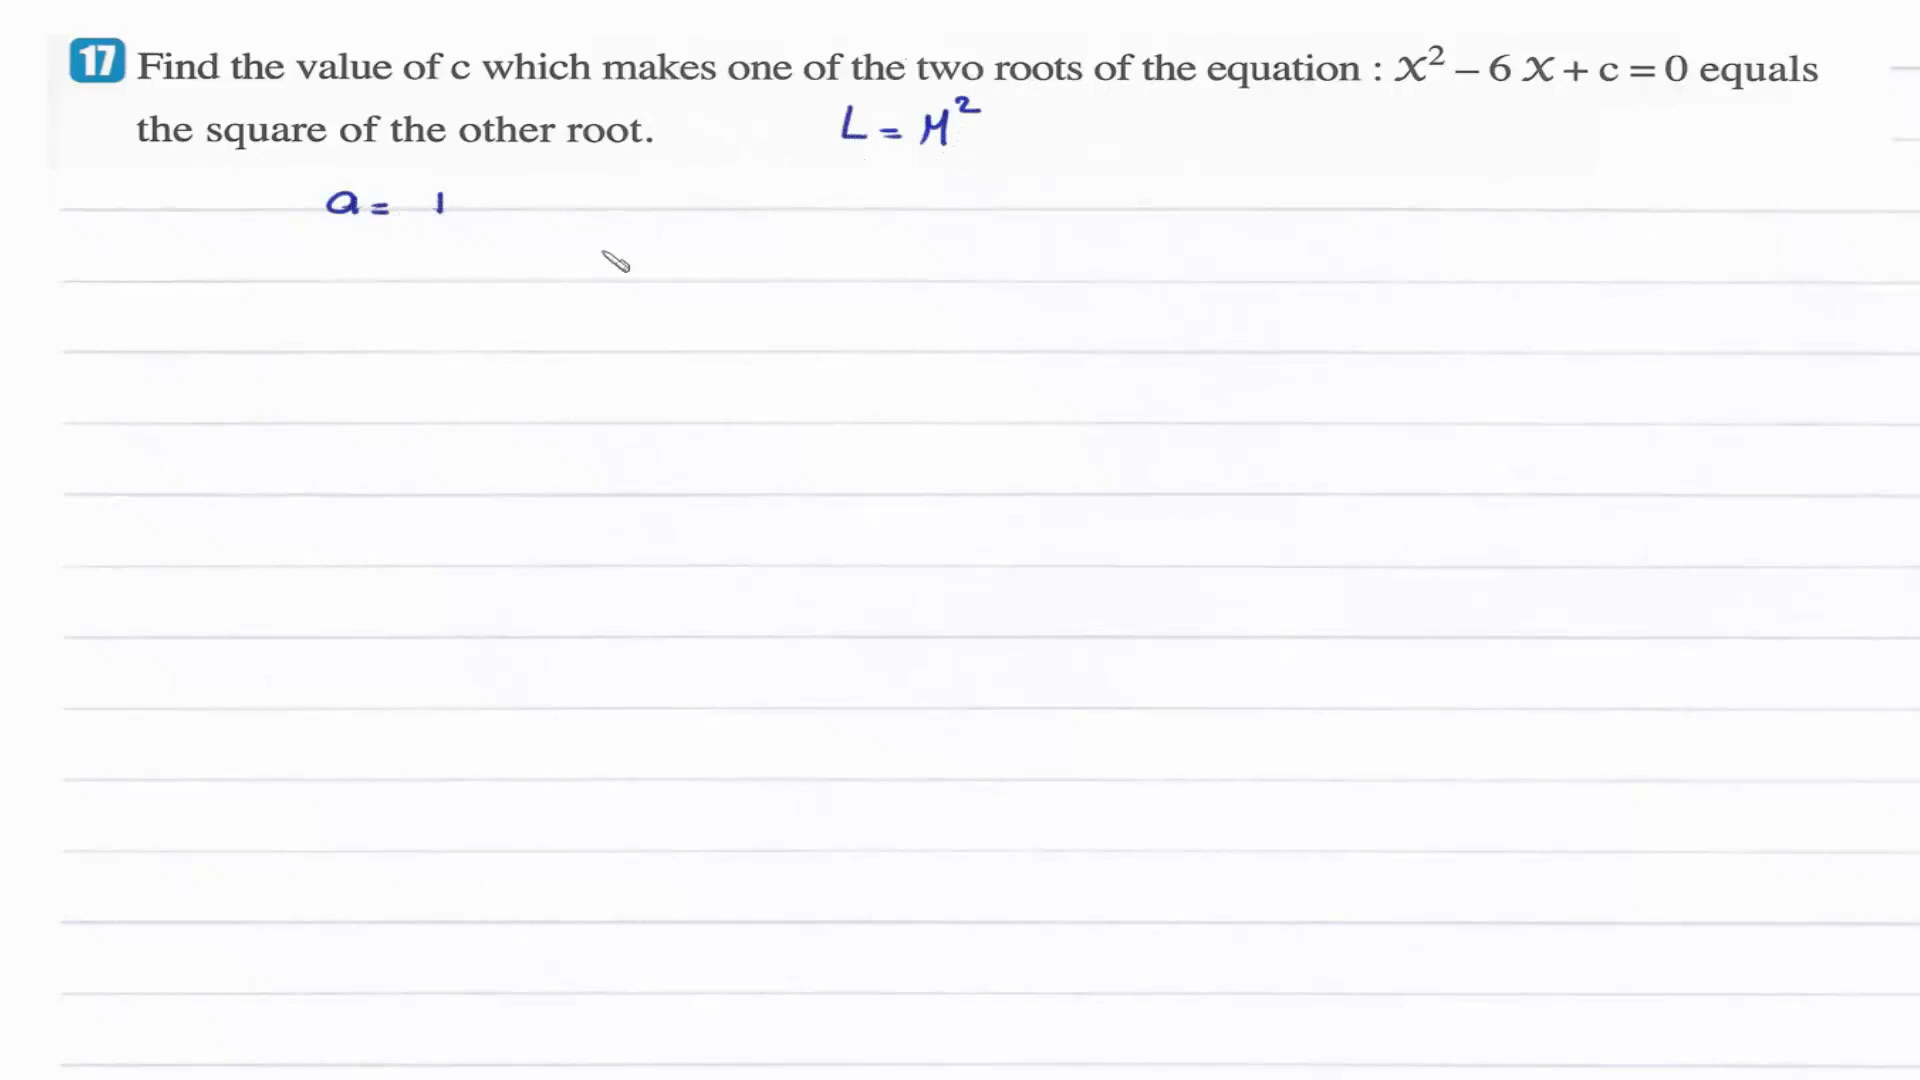 17 Find the value of c which makes one of the two roots of the equation : x² – 6 x + c = 0 equals
the square of the other root.
L = M²
a = 1